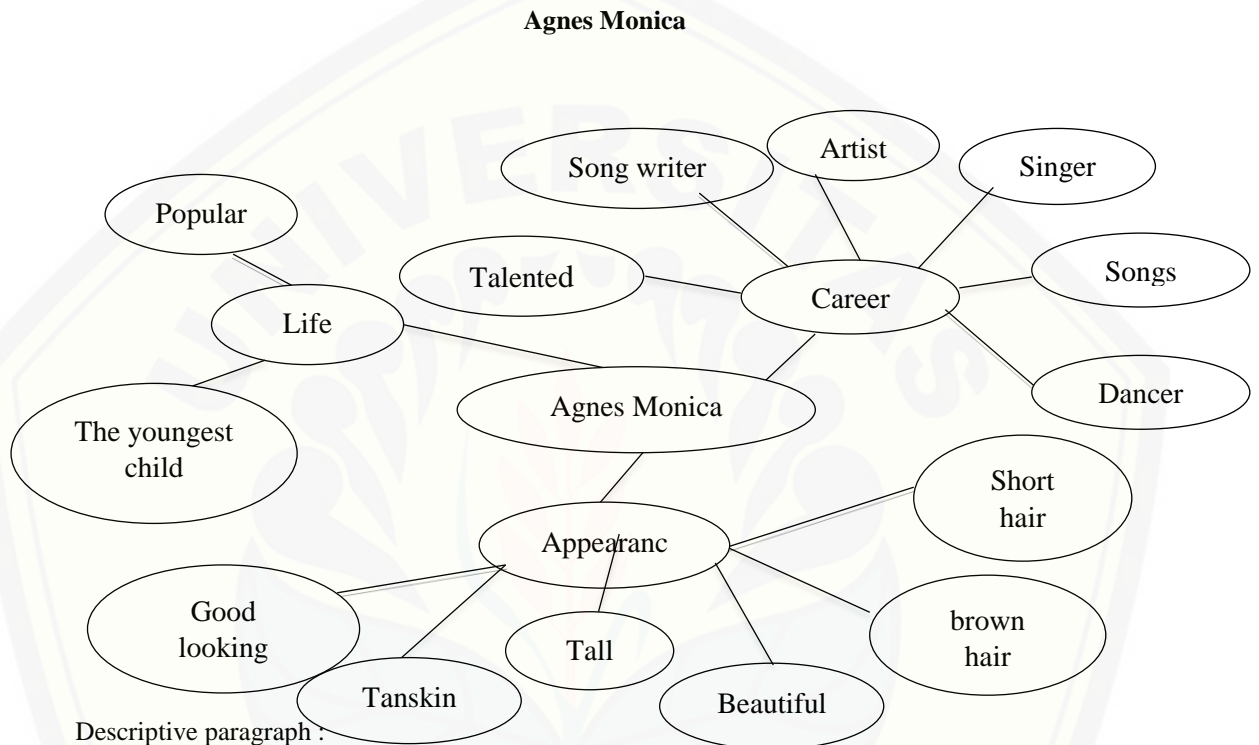 Agnes Monica
Song writer
Artist
Singer
Popular
Talented
Career
Songs
Life
Agnes Monica
Dancer
The youngest
child
Short
hair
Appearanc
Good
looking
Tall
brown
hair
Tanskin
Beautiful
Descriptive paragraph :
UNIVERSITAS